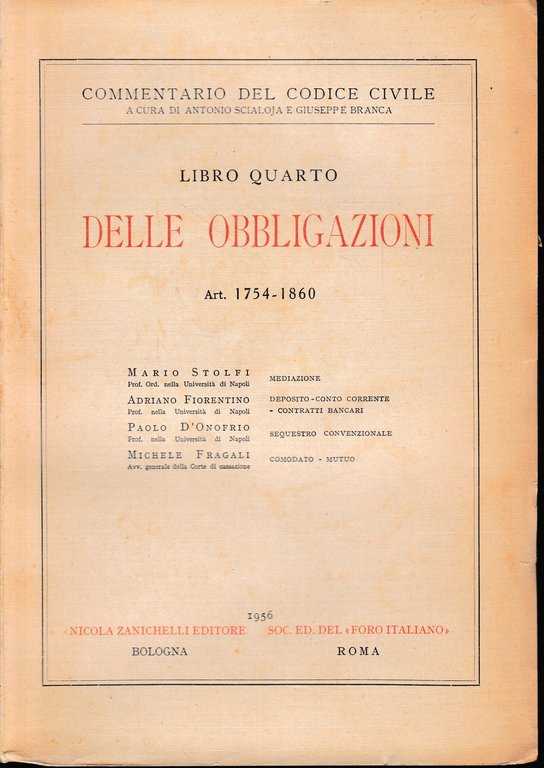 COMMENTARIO DEL CODICE CIVILE
A CURA DI ANTONIO SCIALOJA E GIUSEPPE BRANCA
LIBRO QUARTO
DELLE OBBLIGAZIONI
Art. 1754-1860
MARIO STOLFI
Prof. Ord. nella Università di Napoli
MEDIAZIONE
ADRIANO FIORENTINO
Prof. nella Università di Napoli
DEPOSITO-CONTO CORRENTE
- CONTRATTI BANCARI
PAOLO D'ONOFRIO
Prof. nella Università di Napoli
SEQUESTRO CONVENZIONALE
MICHELE FRAGALI
Avv. generale della Corte di cassazione
COMODATO - MUTUO
1956
NICOLA ZANICHELLI EDITORE SOC. ED. DEL «FORO ITALIANO»
BOLOGNA ROMA